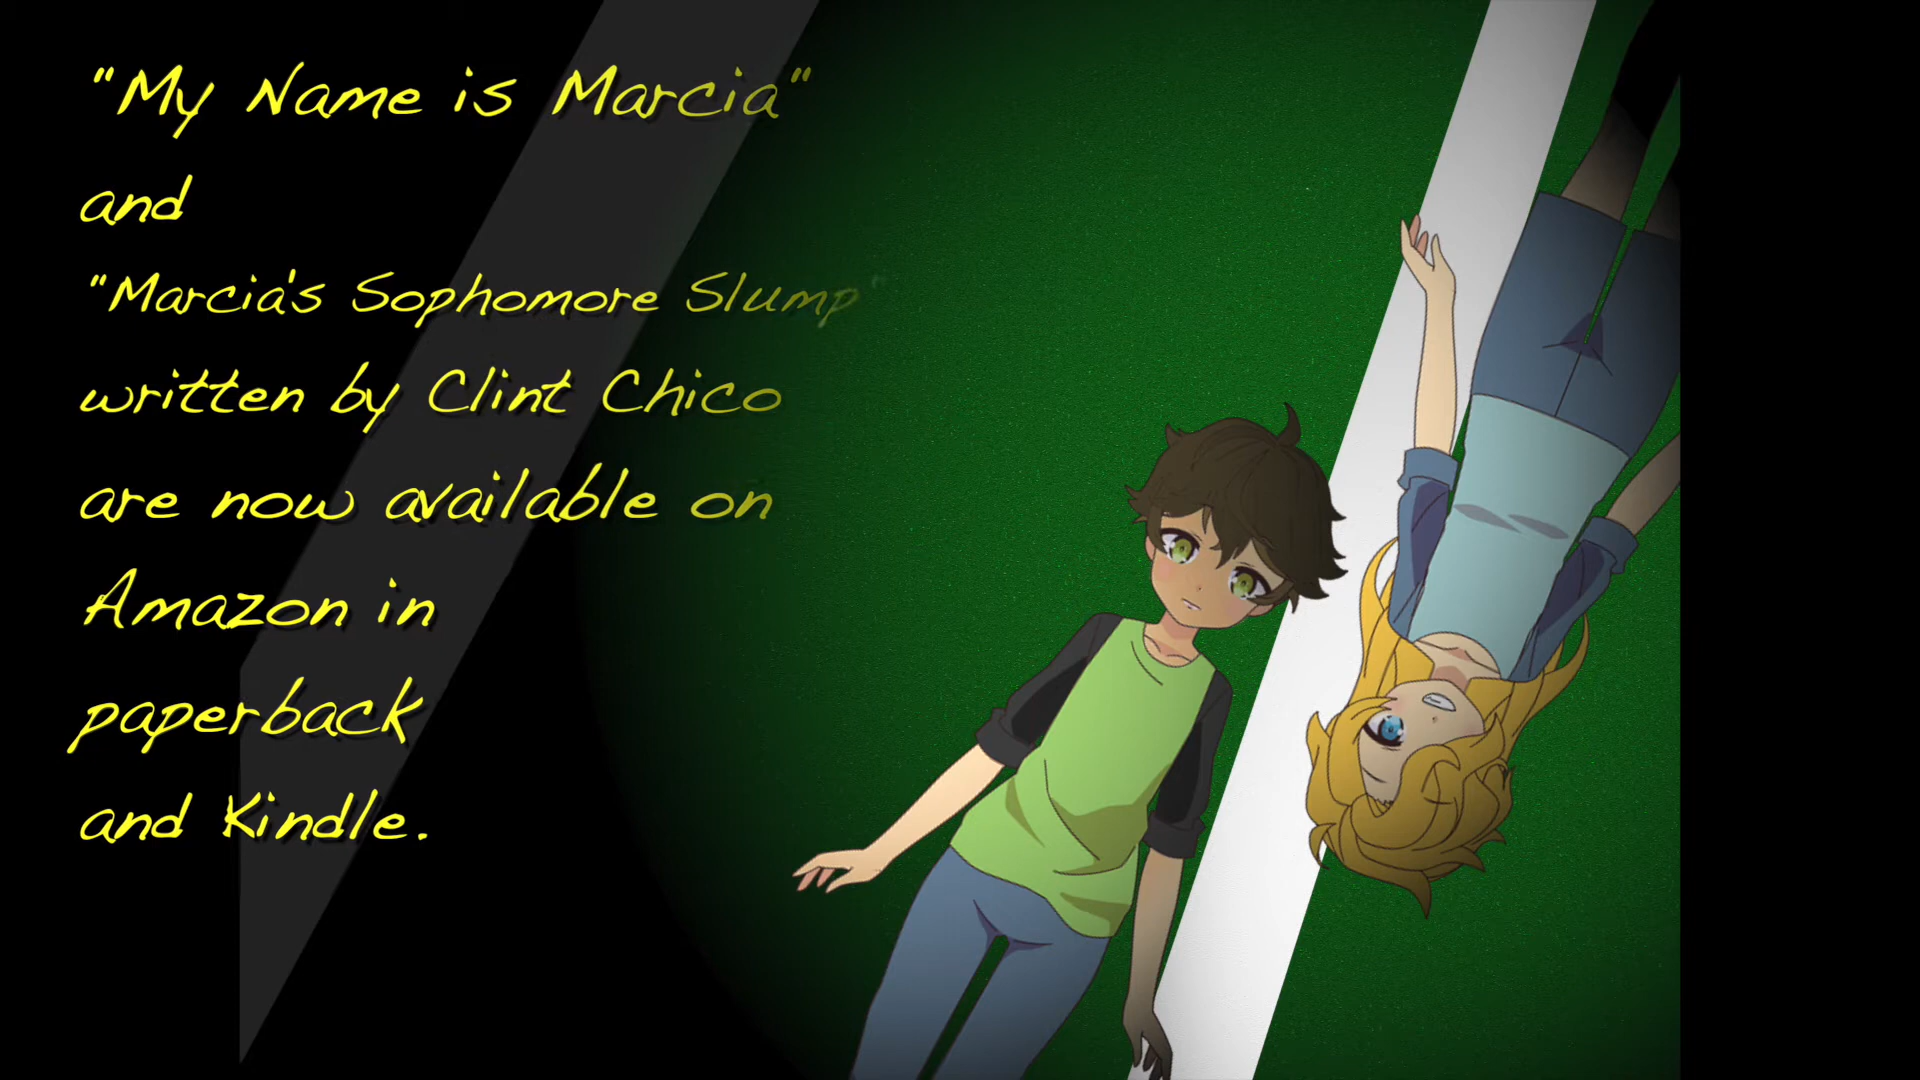 "My Name is Marcia"
and
"Marcia's Sophomore Slump"
written by Clint Chico
are now available on
Amazon in
paperback
and Kindle.